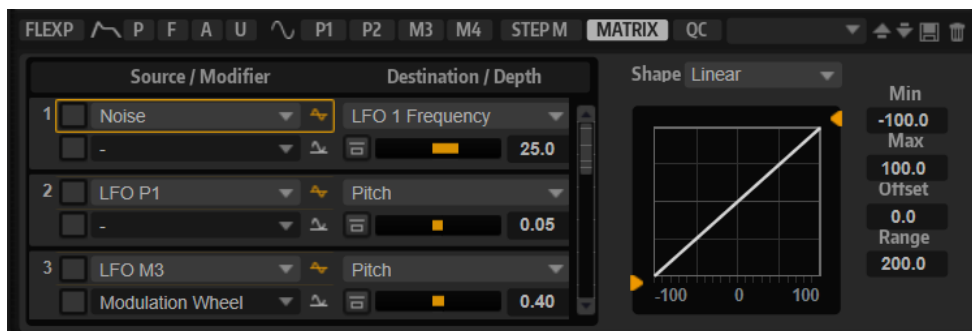 FLEXP P F A U P1 P2 M3 M4 STEP M MATRIX QC
Source / Modifier Destination / Depth
1 Noise LFO 1 Frequency
- 25.0
2 LFO P1 Pitch
- 0.05
3 LFO M3 Pitch
Modulation Wheel 0.40
Shape Linear
-100 0 100
Min
-100.0
Max
100.0
Offset
0.0
Range
200.0